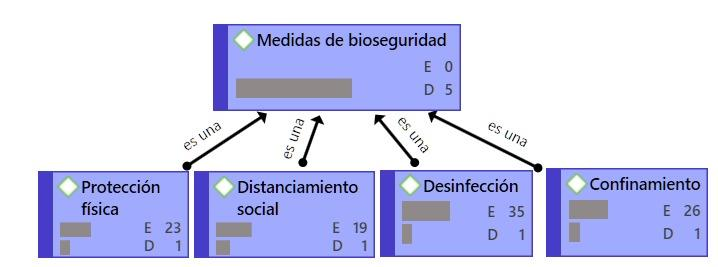 Medidas de bioseguridad
E 0
D 5
es una
es una
es una
es una
Protección
física
E 23
D 1
Distanciamiento
social
E 19
D 1
Desinfección
E 35
D 1
Confinamiento
E 26
D 1